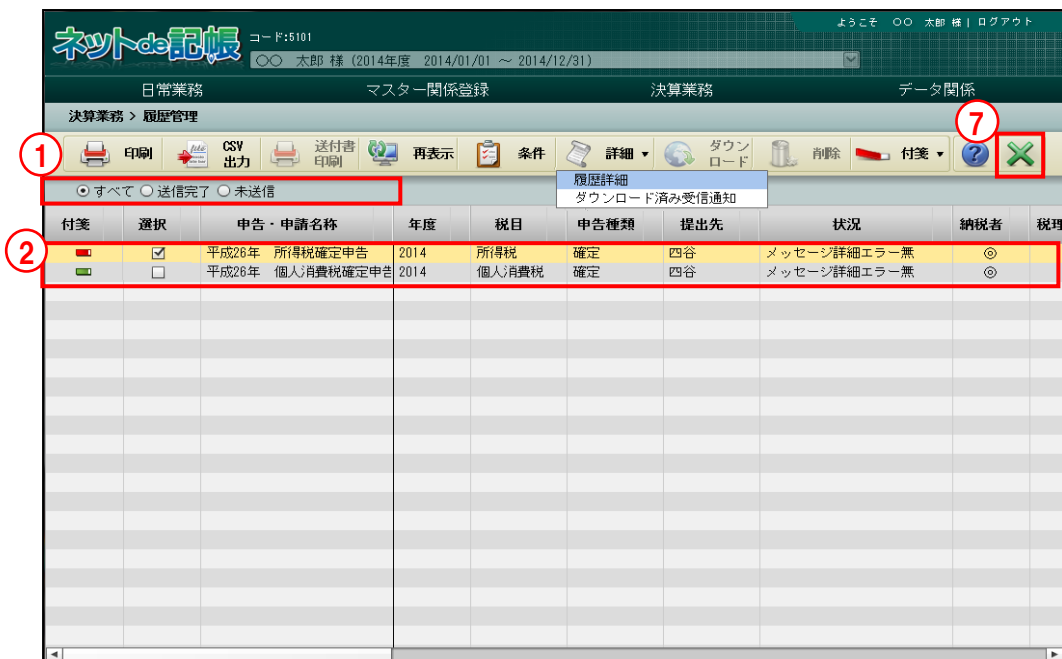 ようこそ 〇〇 太郎 様 | ログアウト
ネットde記帳
コード:5101
〇〇 太郎 様 (2014年度 2014/01/01 ～ 2014/12/31)
日常業務 マスター関係登録 決算業務 データ関係
決算業務 > 履歴管理
7
1
印刷 CSV出力 送付書印刷 再表示 条件 詳細▼ ダウンロード 削除 付箋▼ ?
履歴詳細
ダウンロード済み受信通知
すべて 送信完了 未送信
付箋 選択 申告・申請名称 年度 税目 申告種類 提出先 状況 納税者 税理
2
平成26年 所得税確定申告 2014 所得税 確定 四谷 メッセージ詳細エラー無 ◎
平成26年 個人消費税確定申告 2014 個人消費税 確定 四谷 メッセージ詳細エラー無 ◎